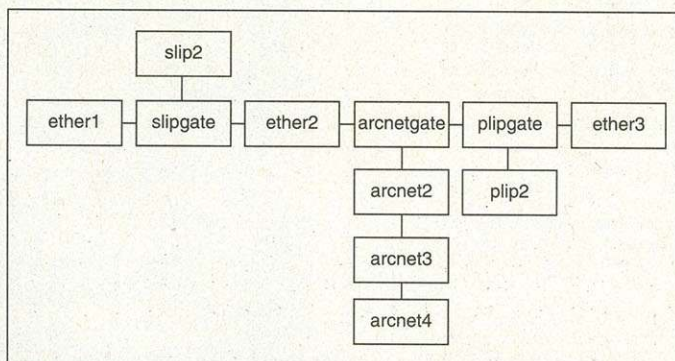 slip2
ether1 slipgate ether2 arcnetgate plipgate ether3
arcnet2 plip2
arcnet3
arcnet4